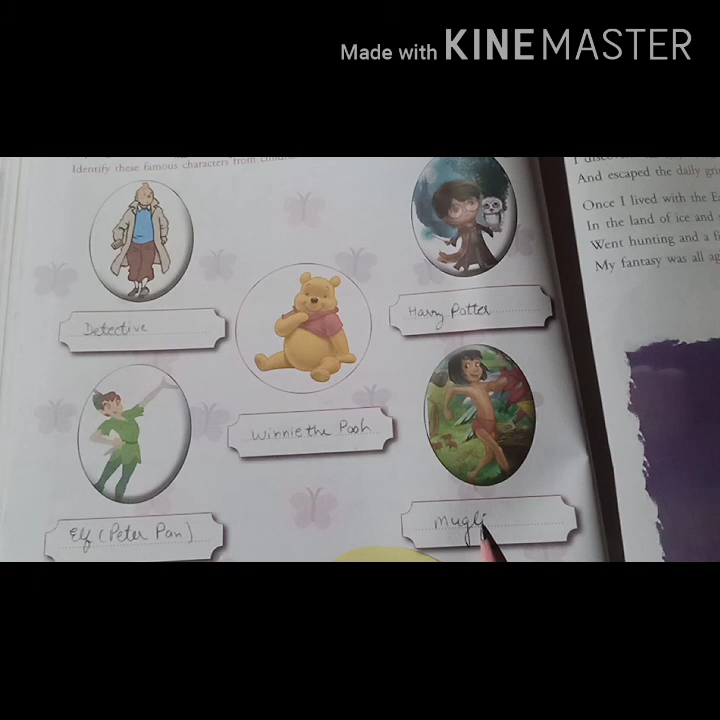 Made with KINEMASTER
Identify these famous characters from
And escaped the daily
Once I lived with the
In the land of ice and
Went hunting and a
My fantasy was all
Detective
Harry Potter
Winnie the Pooh
Elf (Peter Pan)
Mugli